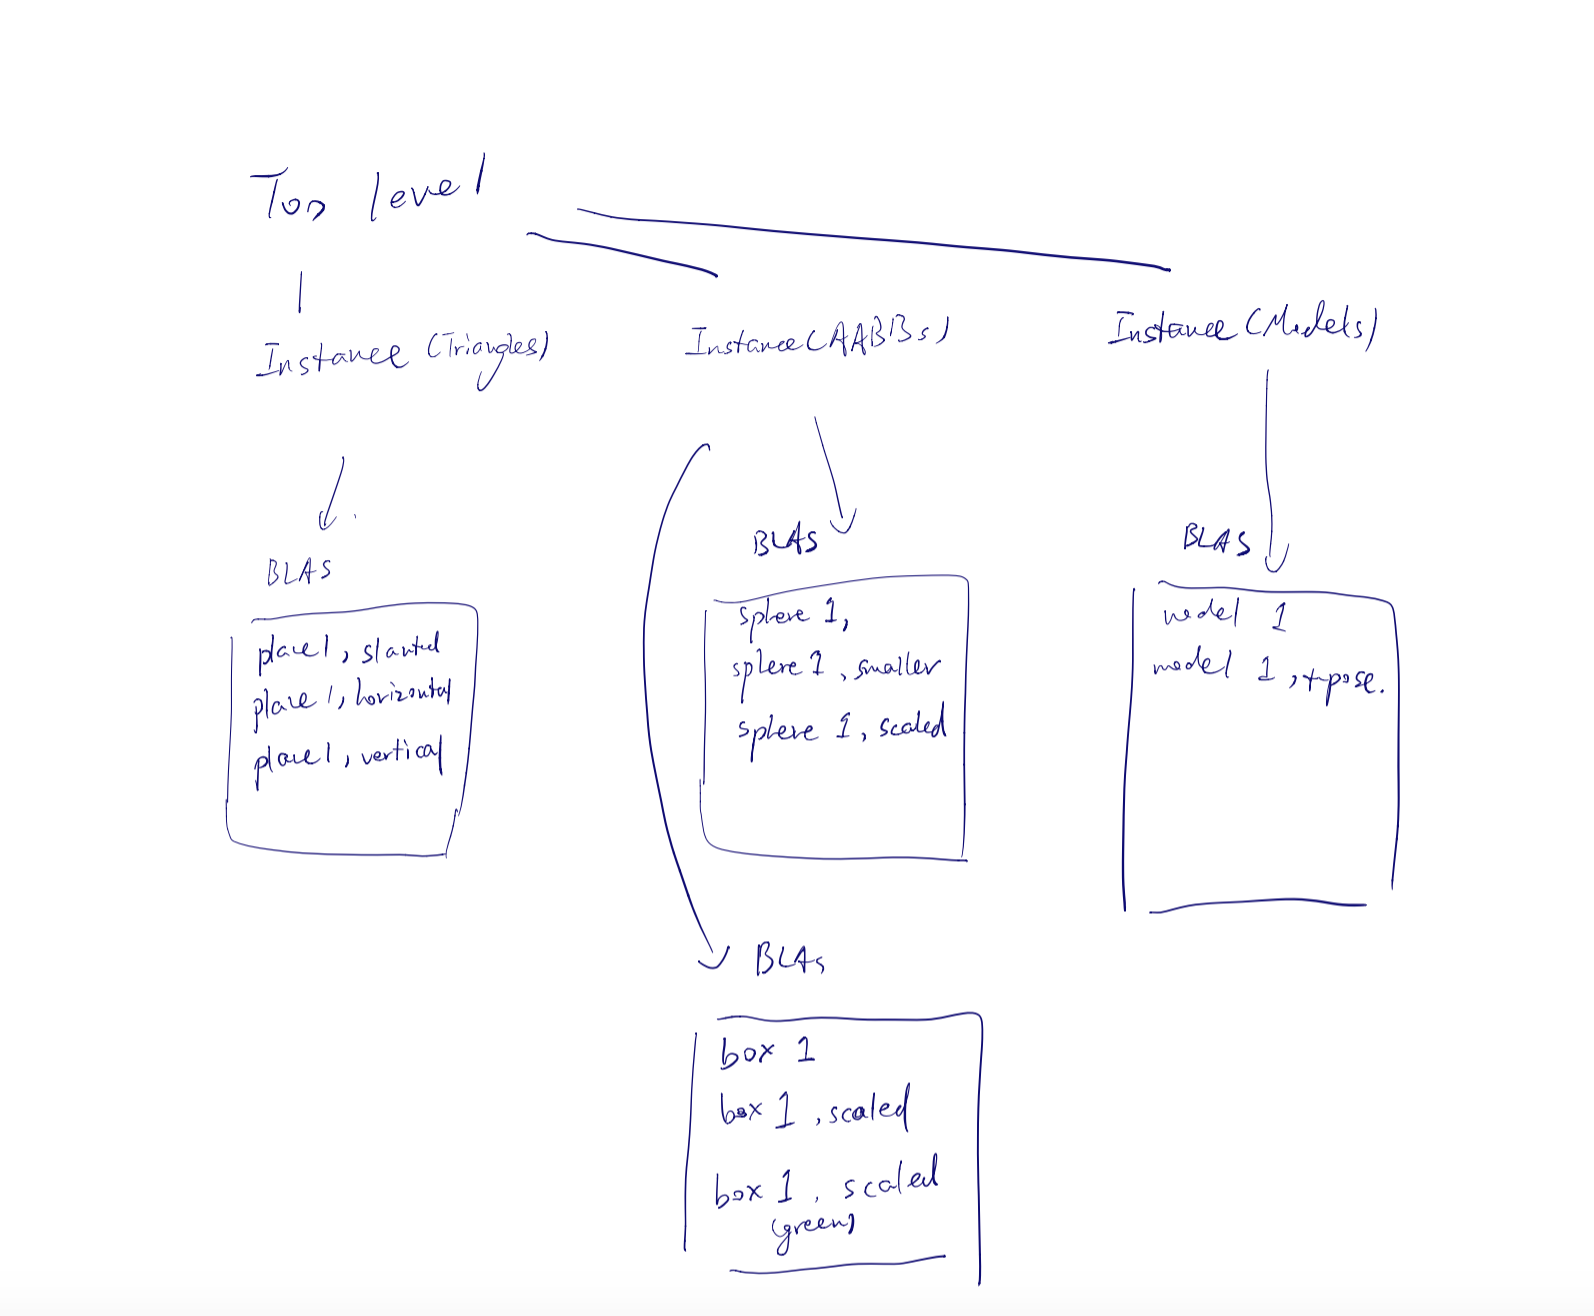 Top level
Instance (Triangles)
Instance (AABBs)
Instance (Models)
BLAS
plane 1, slanted
plane 1, horizontal
plane 1, vertical
BLAS
sphere 1,
sphere 1, smaller
sphere 1, scaled
BLAS
model 1
model 1, t-pose.
BLAS
box 1
box 1, scaled
box 1, scaled
(green)